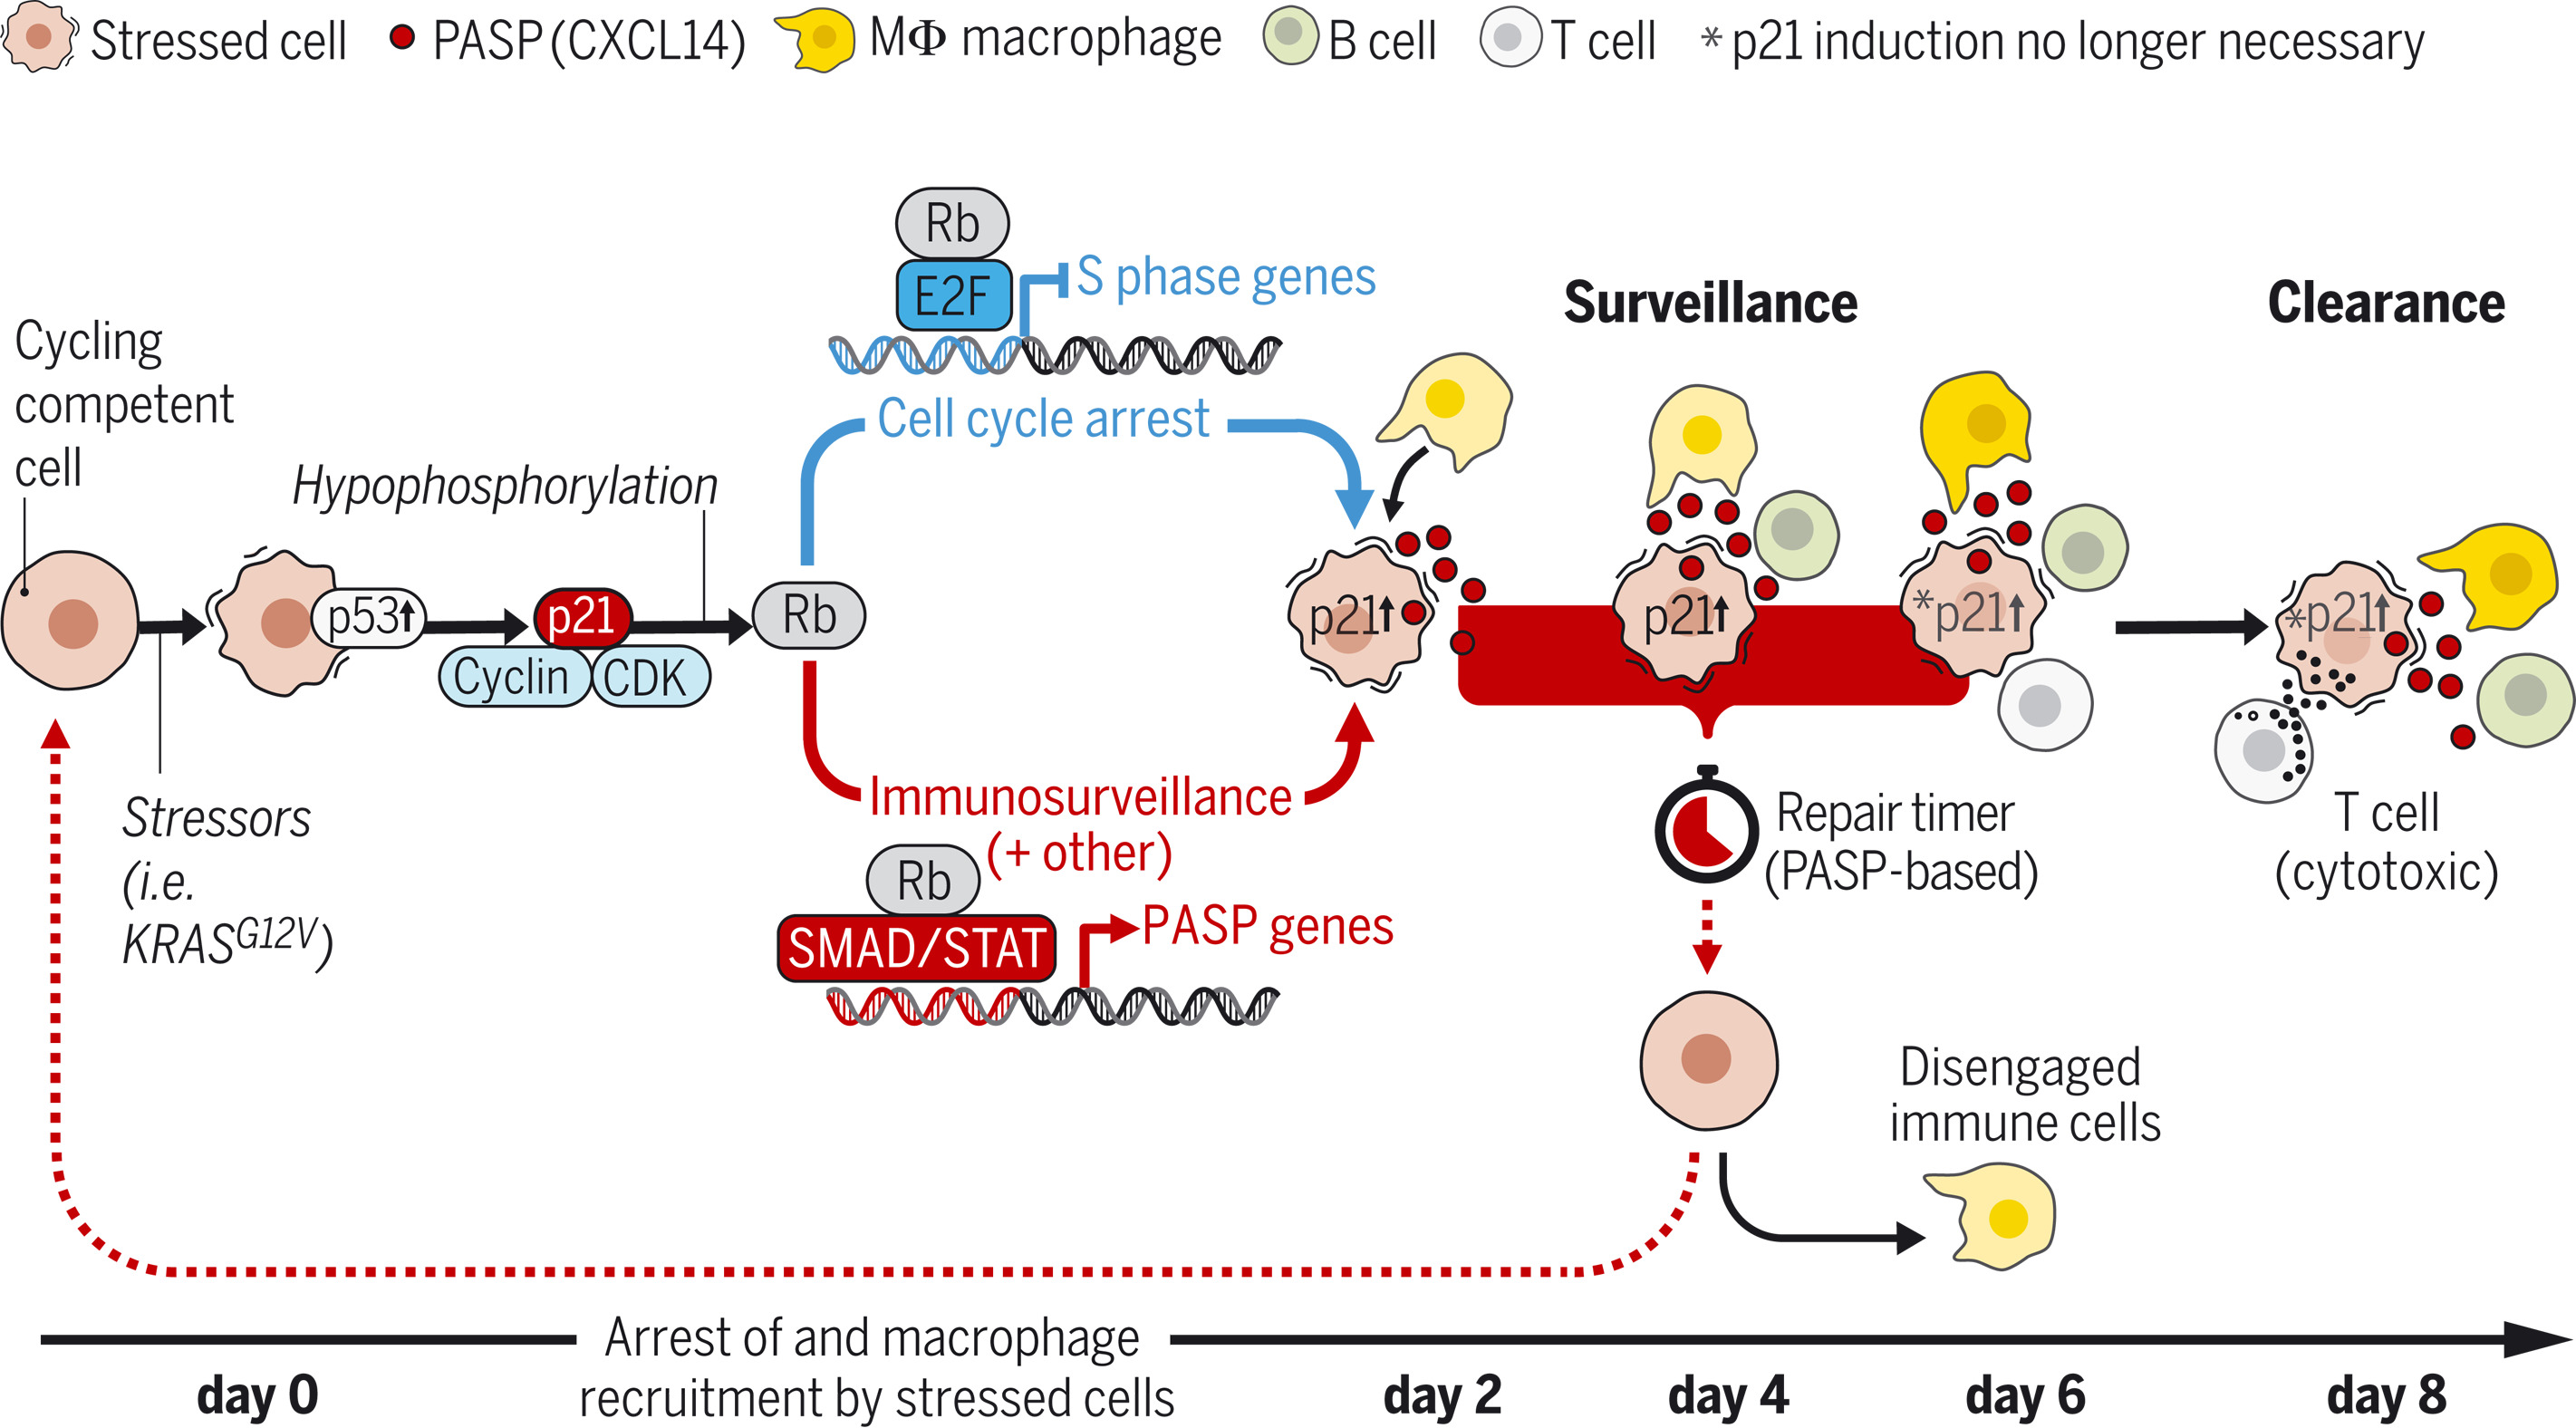 Stressed cell
PASP (CXCL14)
MΦ macrophage
B cell
T cell
* p21 induction no longer necessary
Rb
E2F
S phase genes
Surveillance
Clearance
Cycling
competent
cell
Cell cycle arrest
Hypophosphorylation
p53↑
p21
Cyclin
CDK
Rb
p21↑
p21↑
*p21↑
*p21↑
Stressors
(i.e.
KRASG12V)
Immunosurveillance
(+ other)
Rb
SMAD/STAT
PASP genes
Repair timer
(PASP-based)
T cell
(cytotoxic)
Disengaged
immune cells
Arrest of and macrophage
recruitment by stressed cells
day 0
day 2
day 4
day 6
day 8